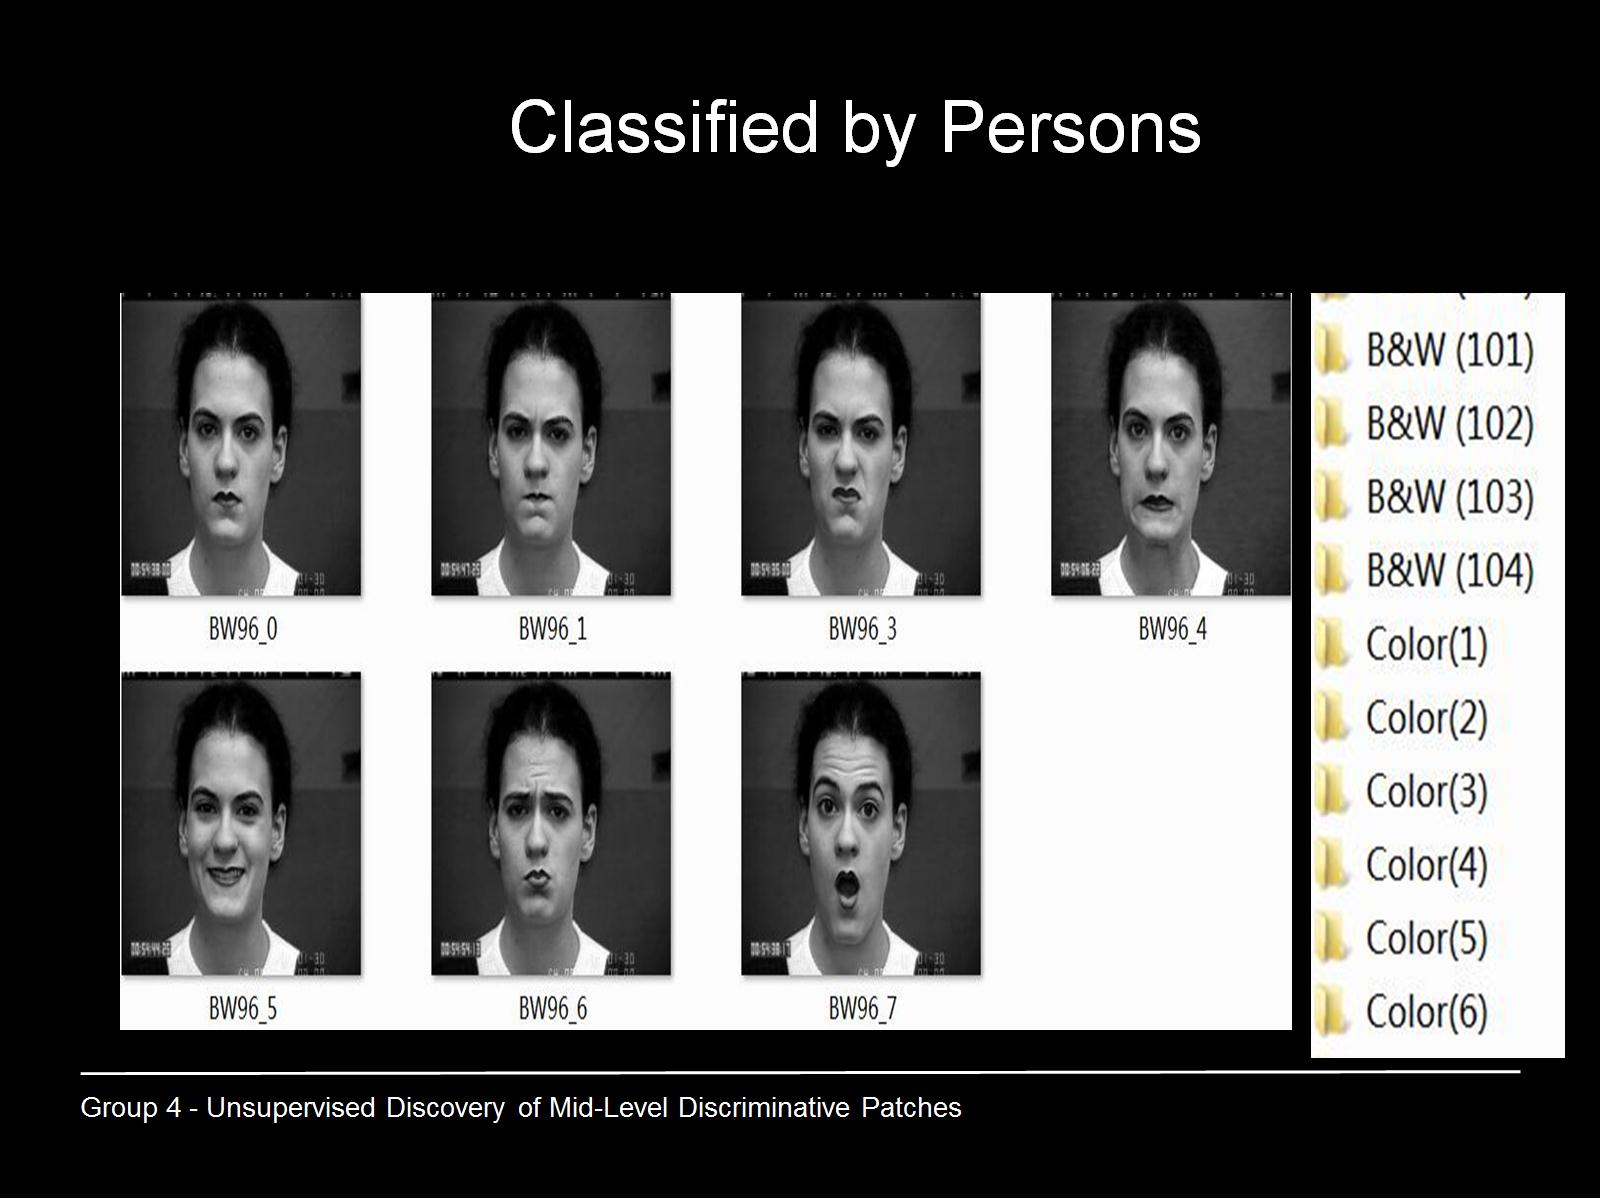 Classified by Persons
BW96_0
BW96_1
BW96_3
BW96_4
BW96_5
BW96_6
BW96_7
B&W (101)
B&W (102)
B&W (103)
B&W (104)
Color(1)
Color(2)
Color(3)
Color(4)
Color(5)
Color(6)
Group 4 - Unsupervised Discovery of Mid-Level Discriminative Patches